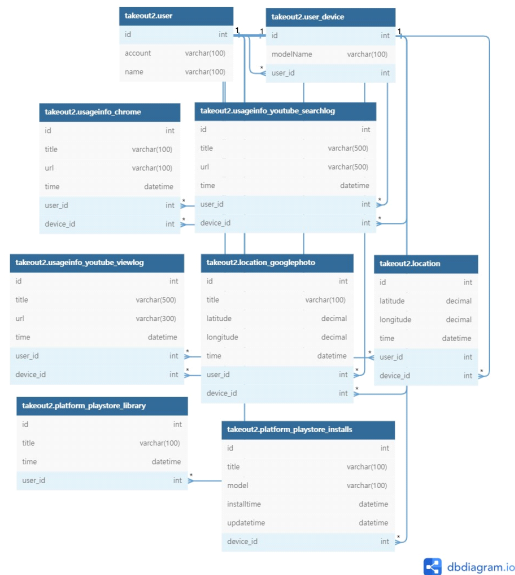 takeout2.user
id int
account varchar(100)
name varchar(100)
takeout2.user_device
id int
modelName varchar(100)
user_id int
1 1 1
*
takeout2.usageinfo_chrome
id int
title varchar(100)
url varchar(100)
time datetime
user_id int *
device_id int *
takeout2.usageinfo_youtube_searchlog
id int
title varchar(500)
url varchar(500)
time datetime
user_id int *
device_id int *
takeout2.usageinfo_youtube_viewlog
id int
title varchar(500)
url varchar(300)
time datetime
user_id int *
device_id int *
takeout2.location_googlephoto
id int
title varchar(100)
latitude decimal
longitude decimal
time datetime
user_id int *
device_id int *
takeout2.location
id int
latitude decimal
longitude decimal
time datetime
* user_id int
device_id int *
takeout2.platform_playstore_library
id int
title varchar(100)
time datetime
user_id int *
takeout2.platform_playstore_installs
id int
title varchar(100)
model varchar(100)
installtime datetime
updatetime datetime
device_id int *
dbdiagram.io